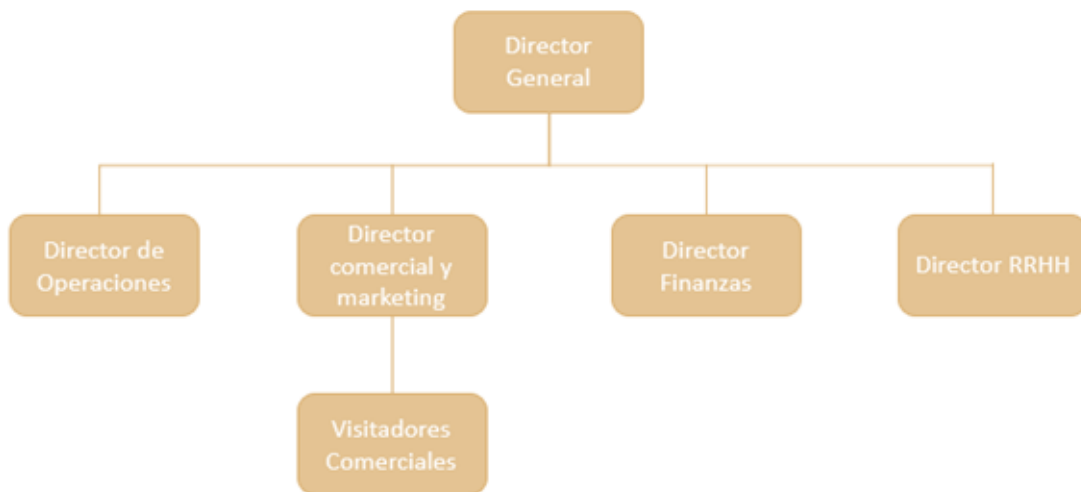 Director
General
Director de
Operaciones
Director
comercial y
marketing
Director
Finanzas
Director RRHH
Visitadores
Comerciales